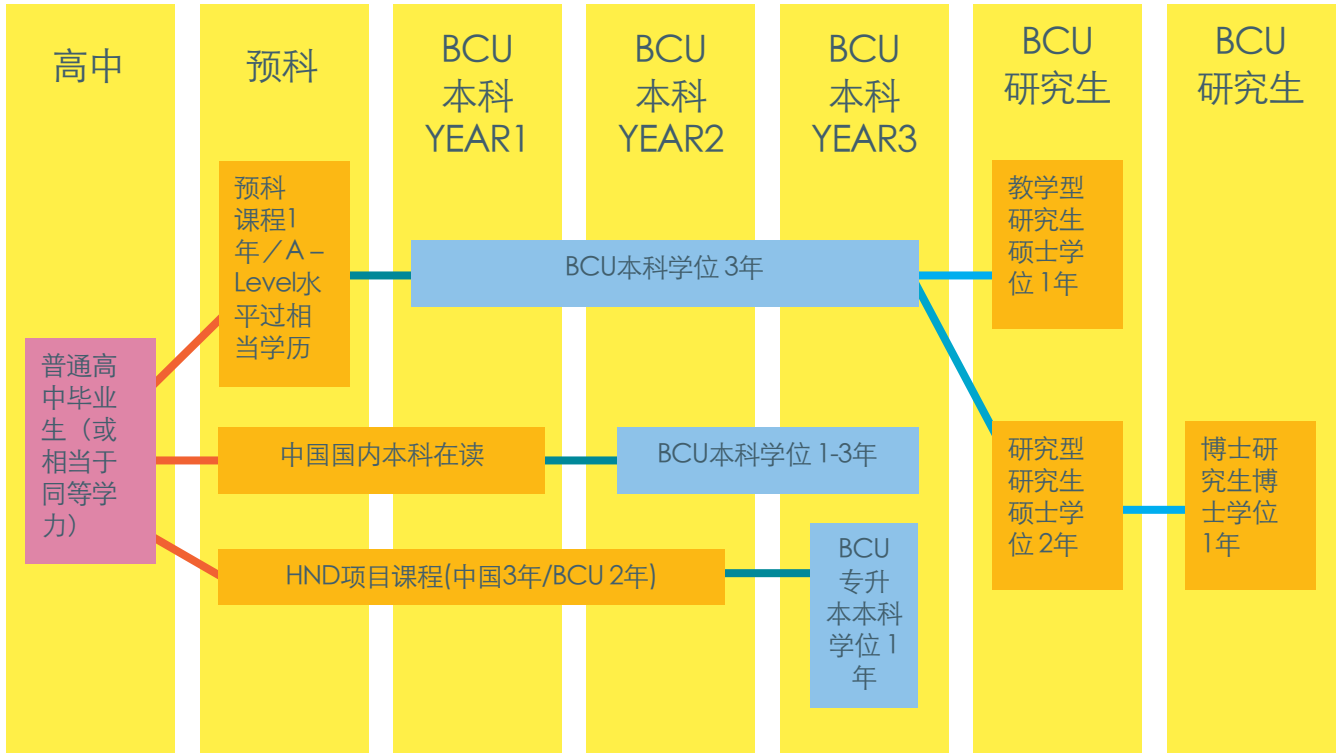 高中
预科
BCU
本科
YEAR1
BCU
本科
YEAR2
BCU
本科
YEAR3
BCU
研究生
BCU
研究生
预科
课程1
年／A –
Level水
平过相
当学历
BCU本科学位 3年
教学型
研究生
硕士学
位 1年
普通高
中毕业
生（或
相当于
同等学
力）
中国国内本科在读
BCU本科学位 1-3年
研究型
研究生
硕士学
位 2年
博士研
究生博
士学位
1年
HND项目课程(中国3年/BCU 2年)
BCU
专升
本本科
学位 1
年